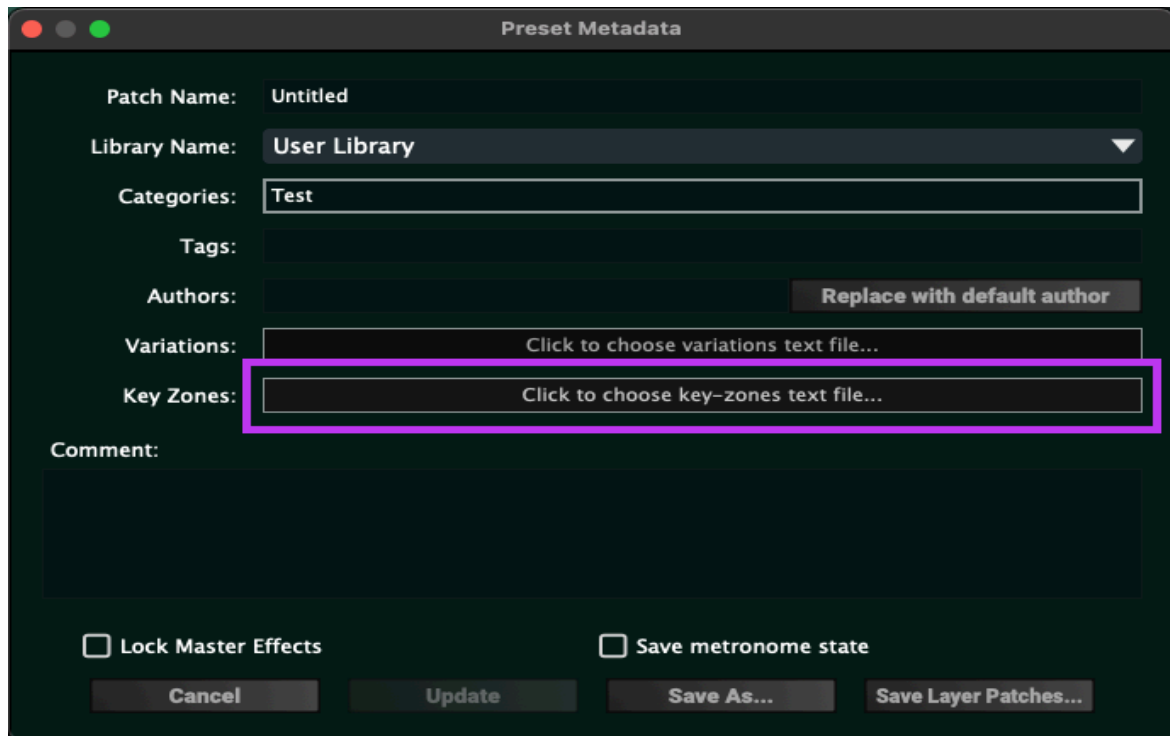 Preset Metadata
Patch Name: Untitled
Library Name: User Library
Categories: Test
Tags:
Authors: Replace with default author
Variations: Click to choose variations text file...
Key Zones: Click to choose key-zones text file...
Comment:
Lock Master Effects Save metronome state
Cancel Update Save As... Save Layer Patches...